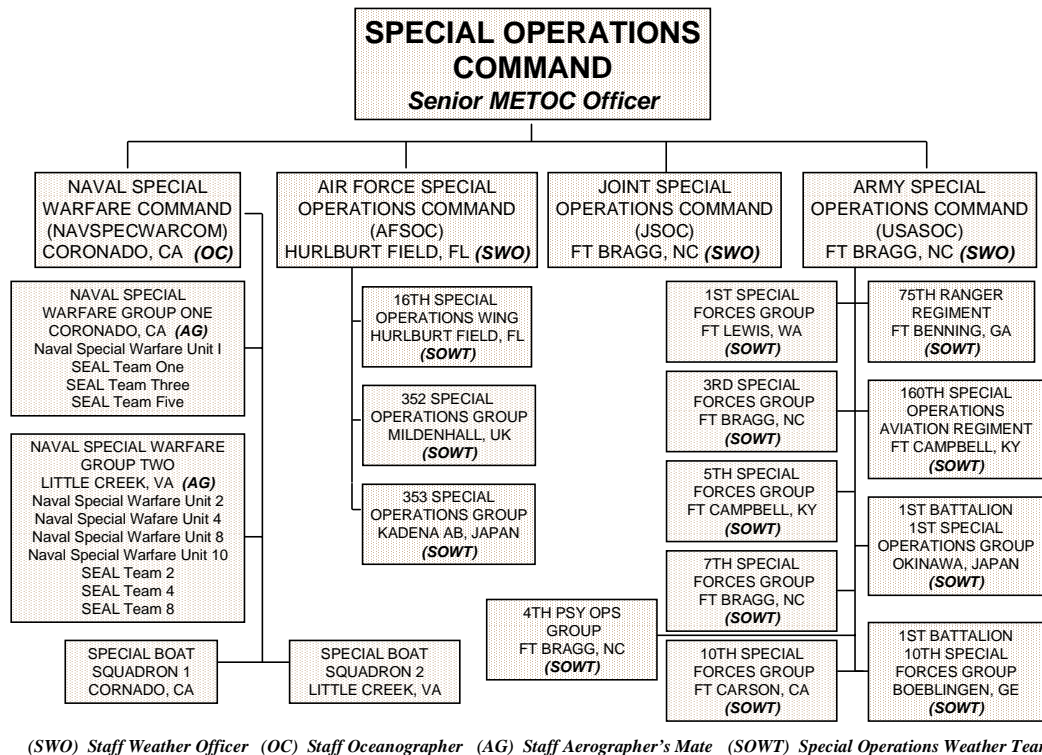 SPECIAL OPERATIONS
COMMAND
Senior METOC Officer
NAVAL SPECIAL
WARFARE COMMAND
(NAVSPECWARCOM)
CORONADO, CA (OC)
AIR FORCE SPECIAL
OPERATIONS COMMAND
(AFSOC)
HURLBURT FIELD, FL (SWO)
JOINT SPECIAL
OPERATIONS COMMAND
(JSOC)
FT BRAGG, NC (SWO)
ARMY SPECIAL
OPERATIONS COMMAND
(USASOC)
FT BRAGG, NC (SWO)
NAVAL SPECIAL
WARFARE GROUP ONE
CORONADO, CA (AG)
Naval Special Warfare Unit I
SEAL Team One
SEAL Team Three
SEAL Team Five
NAVAL SPECIAL WARFARE
GROUP TWO
LITTLE CREEK, VA (AG)
Naval Special Warfare Unit 2
Naval Special Wafare Unit 4
Naval Special Warfare Unit 8
Naval Special Warfare Unit 10
SEAL Team 2
SEAL Team 4
SEAL Team 8
SPECIAL BOAT
SQUADRON 1
CORNADO, CA
SPECIAL BOAT
SQUADRON 2
LITTLE CREEK, VA
16TH SPECIAL
OPERATIONS WING
HURLBURT FIELD, FL
(SOWT)
352 SPECIAL
OPERATIONS GROUP
MILDENHALL, UK
(SOWT)
353 SPECIAL
OPERATIONS GROUP
KADENA AB, JAPAN
(SOWT)
1ST SPECIAL
FORCES GROUP
FT LEWIS, WA
(SOWT)
3RD SPECIAL
FORCES GROUP
FT BRAGG, NC
(SOWT)
5TH SPECIAL
FORCES GROUP
FT CAMPBELL, KY
(SOWT)
7TH SPECIAL
FORCES GROUP
FT BRAGG, NC
(SOWT)
4TH PSY OPS
GROUP
FT BRAGG, NC
(SOWT)
10TH SPECIAL
FORCES GROUP
FT CARSON, CA
(SOWT)
75TH RANGER
REGIMENT
FT BENNING, GA
(SOWT)
160TH SPECIAL
OPERATIONS
AVIATION REGIMENT
FT CAMPBELL, KY
(SOWT)
1ST BATTALION
1ST SPECIAL
OPERATIONS GROUP
OKINAWA, JAPAN
(SOWT)
1ST BATTALION
10TH SPECIAL
FORCES GROUP
BOEBLINGEN, GE
(SOWT)
(SWO) Staff Weather Officer (OC) Staff Oceanographer (AG) Staff Aerographer's Mate (SOWT) Special Operations Weather Team